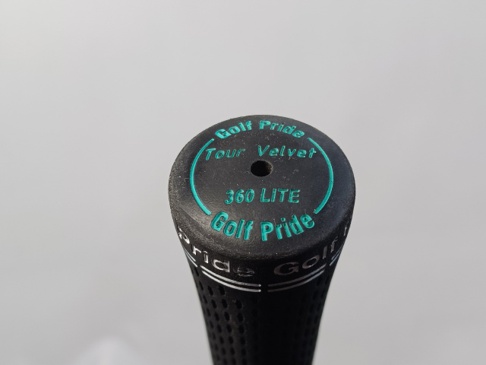 Golf Pride
Tour Velvet
360 LITE
Golf Pride
Pride Golf